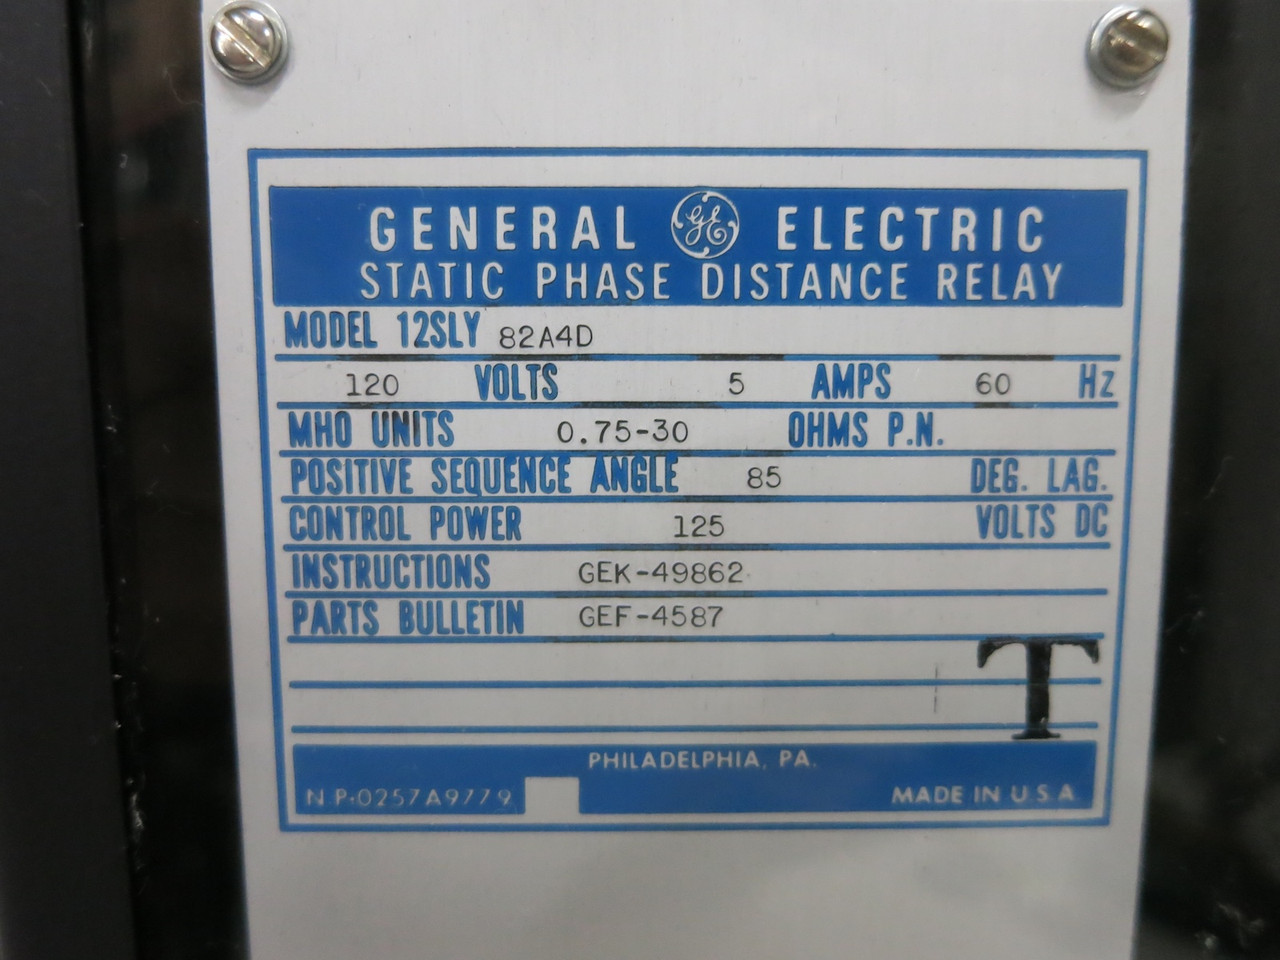 GENERAL GE ELECTRIC
STATIC PHASE DISTANCE RELAY
MODEL 12SLY 82A4D
120 VOLTS 5 AMPS 60 Hz
MHO UNITS 0.75-30 OHMS P.N.
POSITIVE SEQUENCE ANGLE 85 DEG. LAG.
CONTROL POWER 125 VOLTS DC
INSTRUCTIONS GEK-49862
PARTS BULLETIN GEF-4587
T
PHILADELPHIA, PA.
N P·0257A9779 MADE IN U.S.A